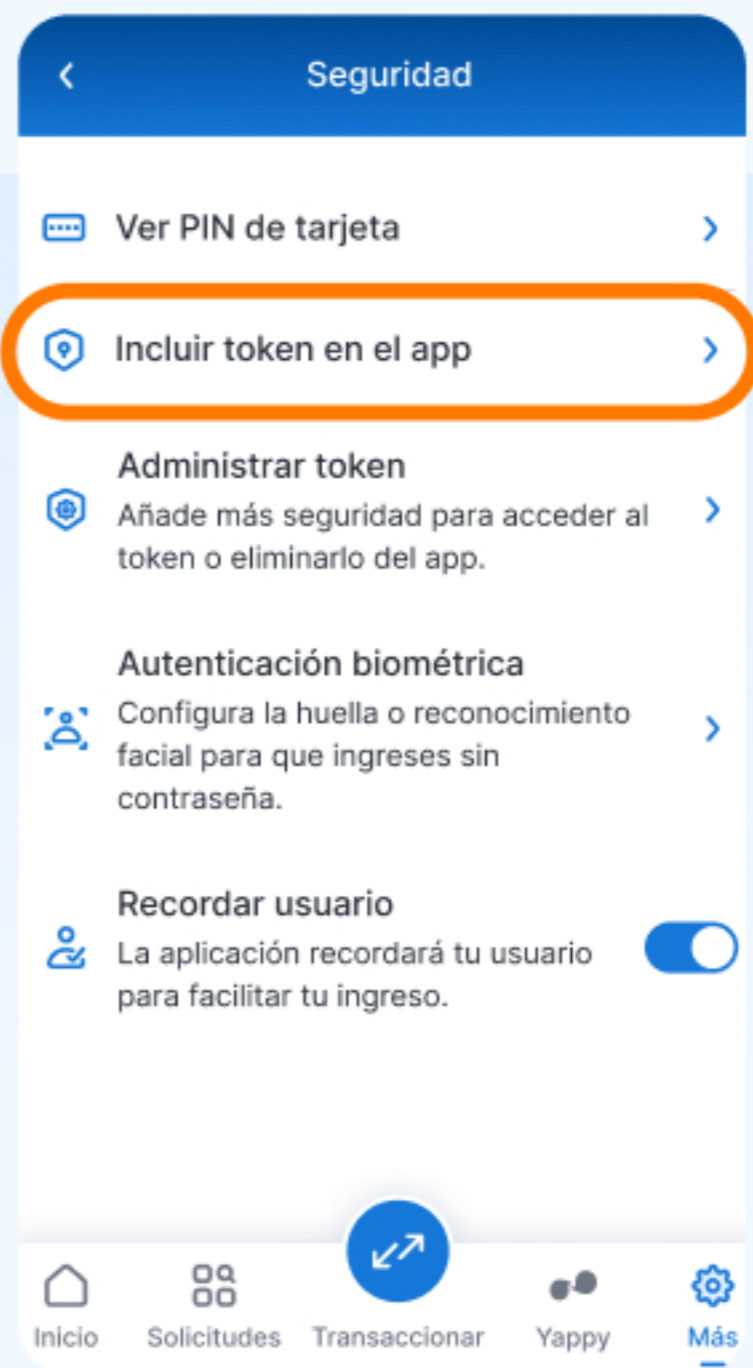 Seguridad
Ver PIN de tarjeta
Incluir token en el app
Administrar token
Añade más seguridad para acceder al
token o eliminarlo del app.
Autenticación biométrica
Configura la huella o reconocimiento
facial para que ingreses sin
contraseña.
Recordar usuario
La aplicación recordará tu usuario
para facilitar tu ingreso.
Inicio Solicitudes Transaccionar Yappy Más